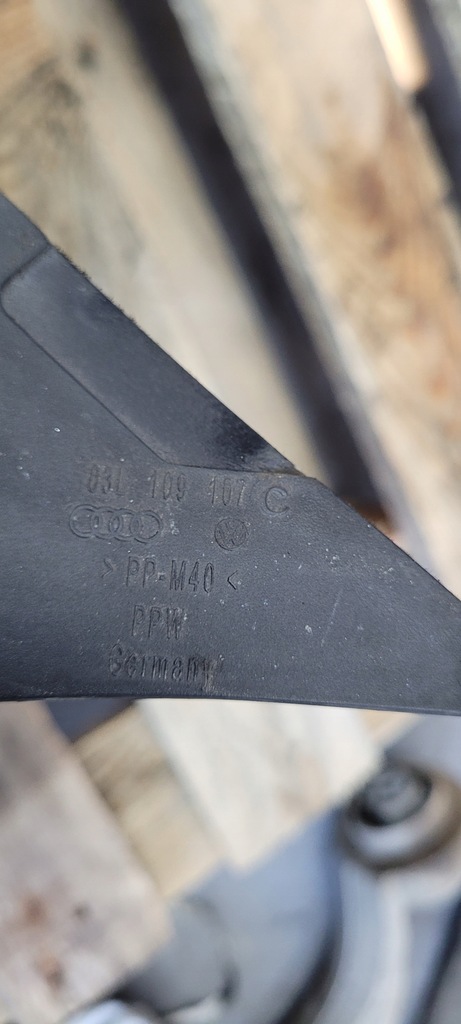 03L 109 107 C
> PP-M40 <
PPW
Germany